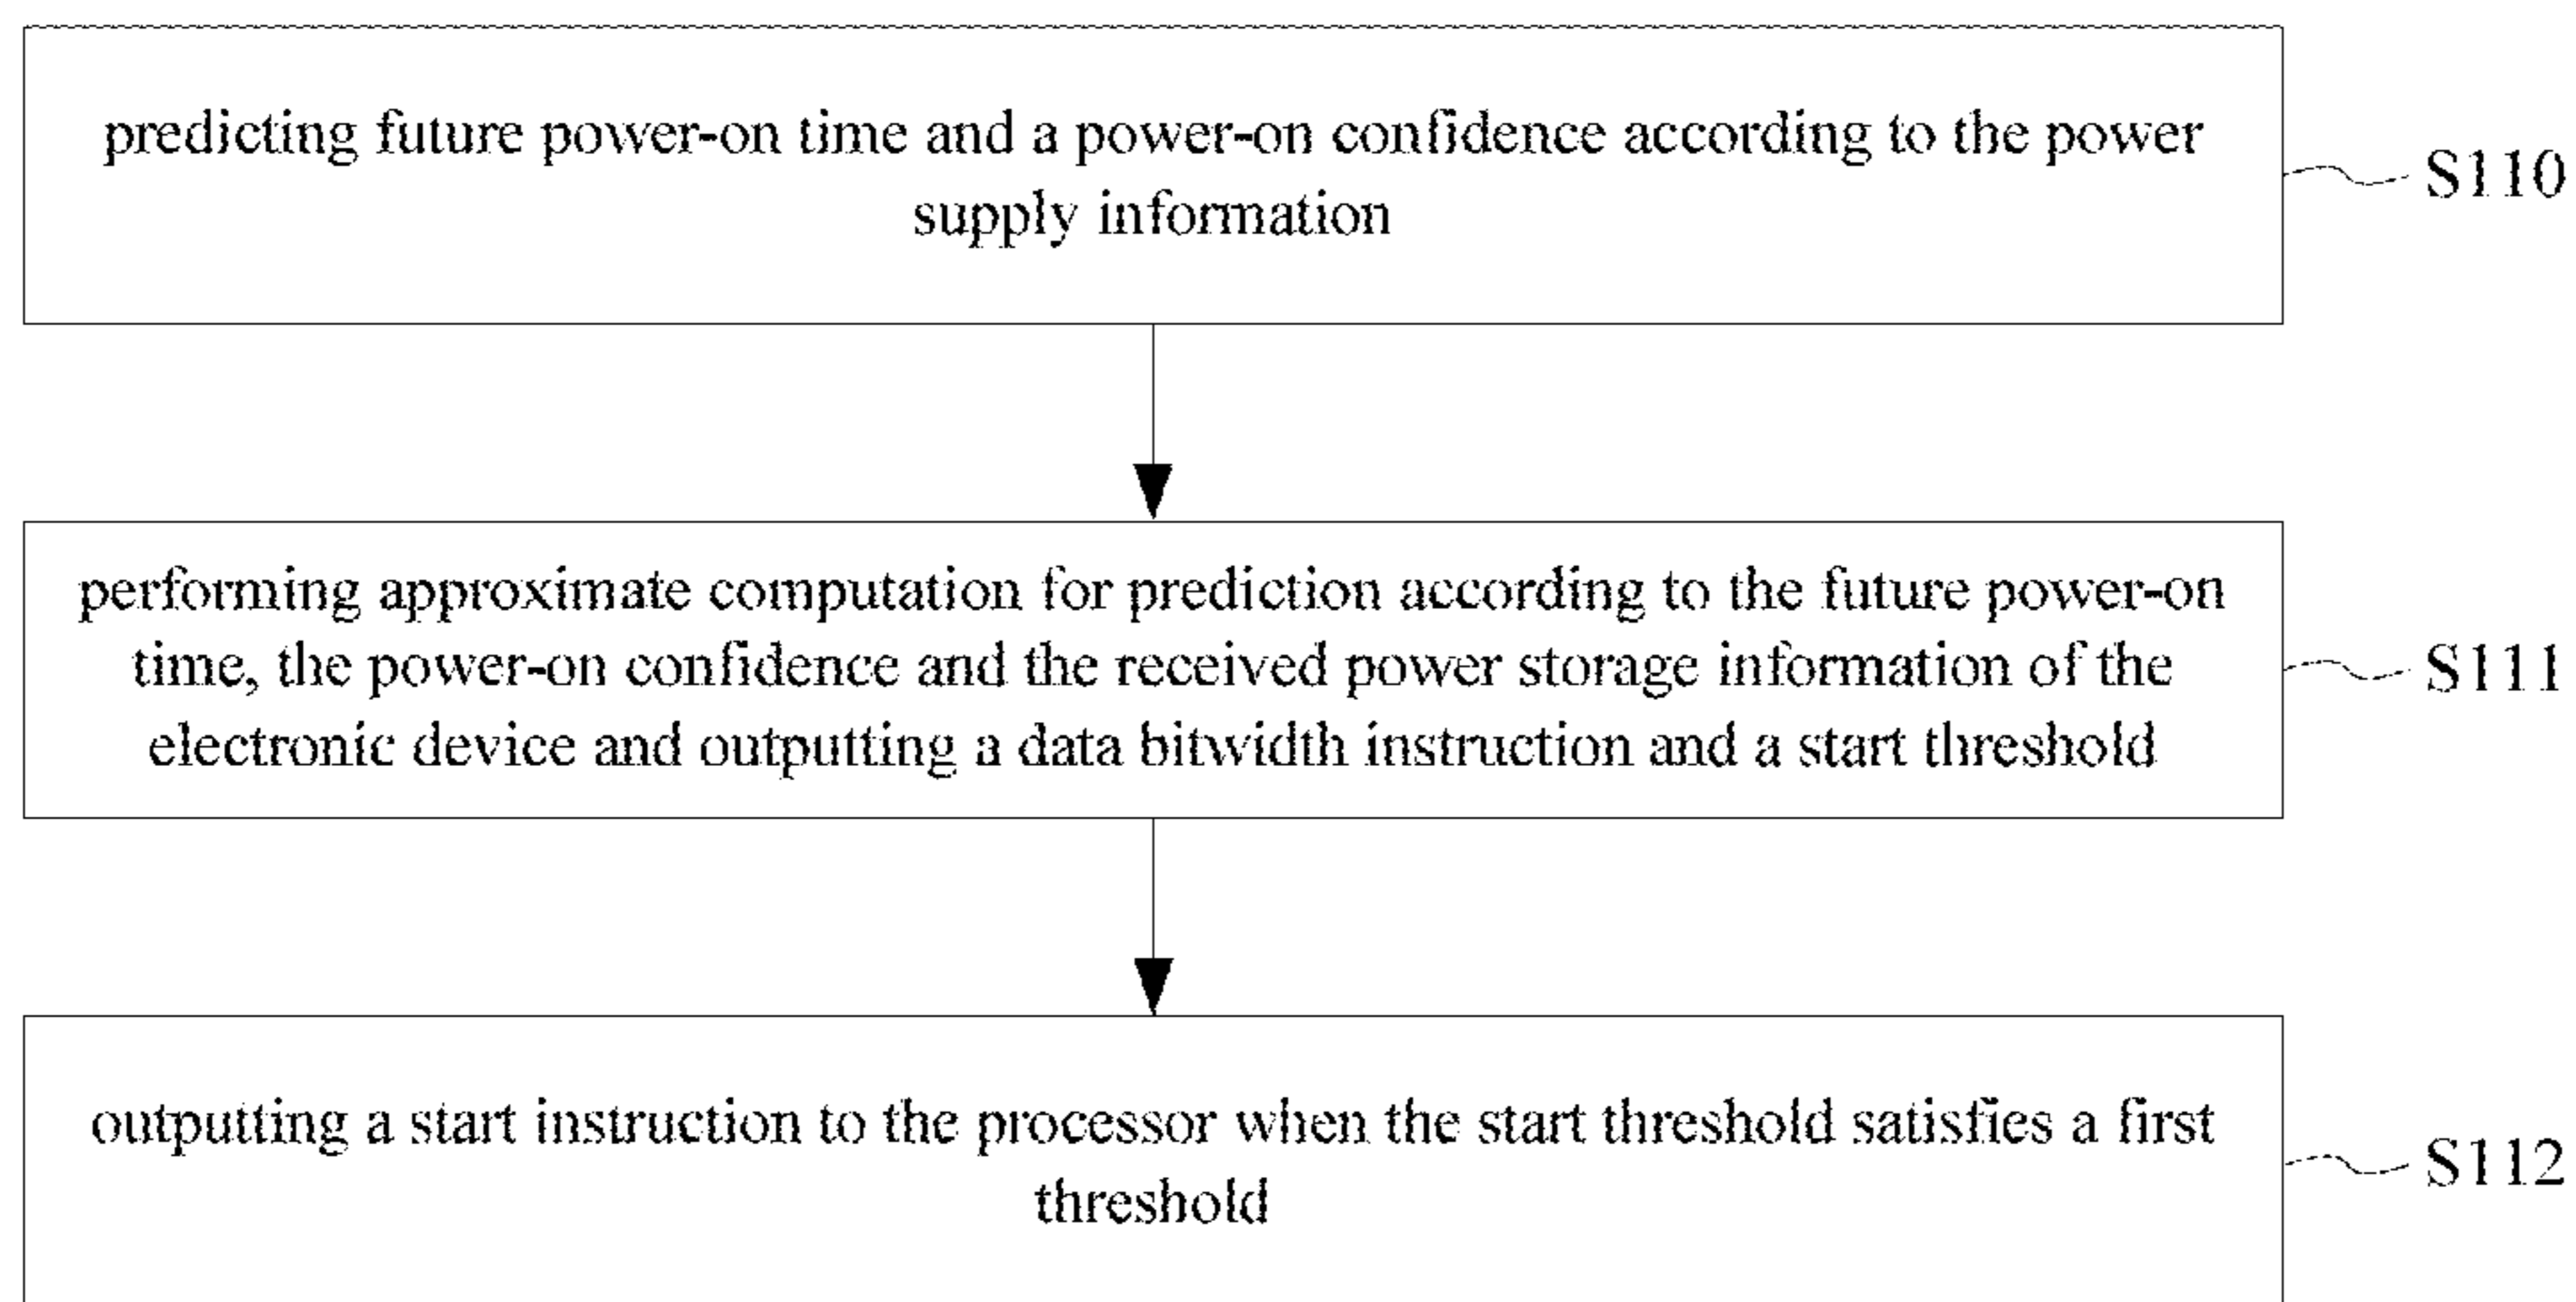 predicting future power-on time and a power-on confidence according to the power
supply information
S110
performing approximate computation for prediction according to the future power-on
time, the power-on confidence and the received power storage information of the
electronic device and outputting a data bitwidth instruction and a start threshold
S111
outputting a start instruction to the processor when the start threshold satisfies a first
threshold
S112